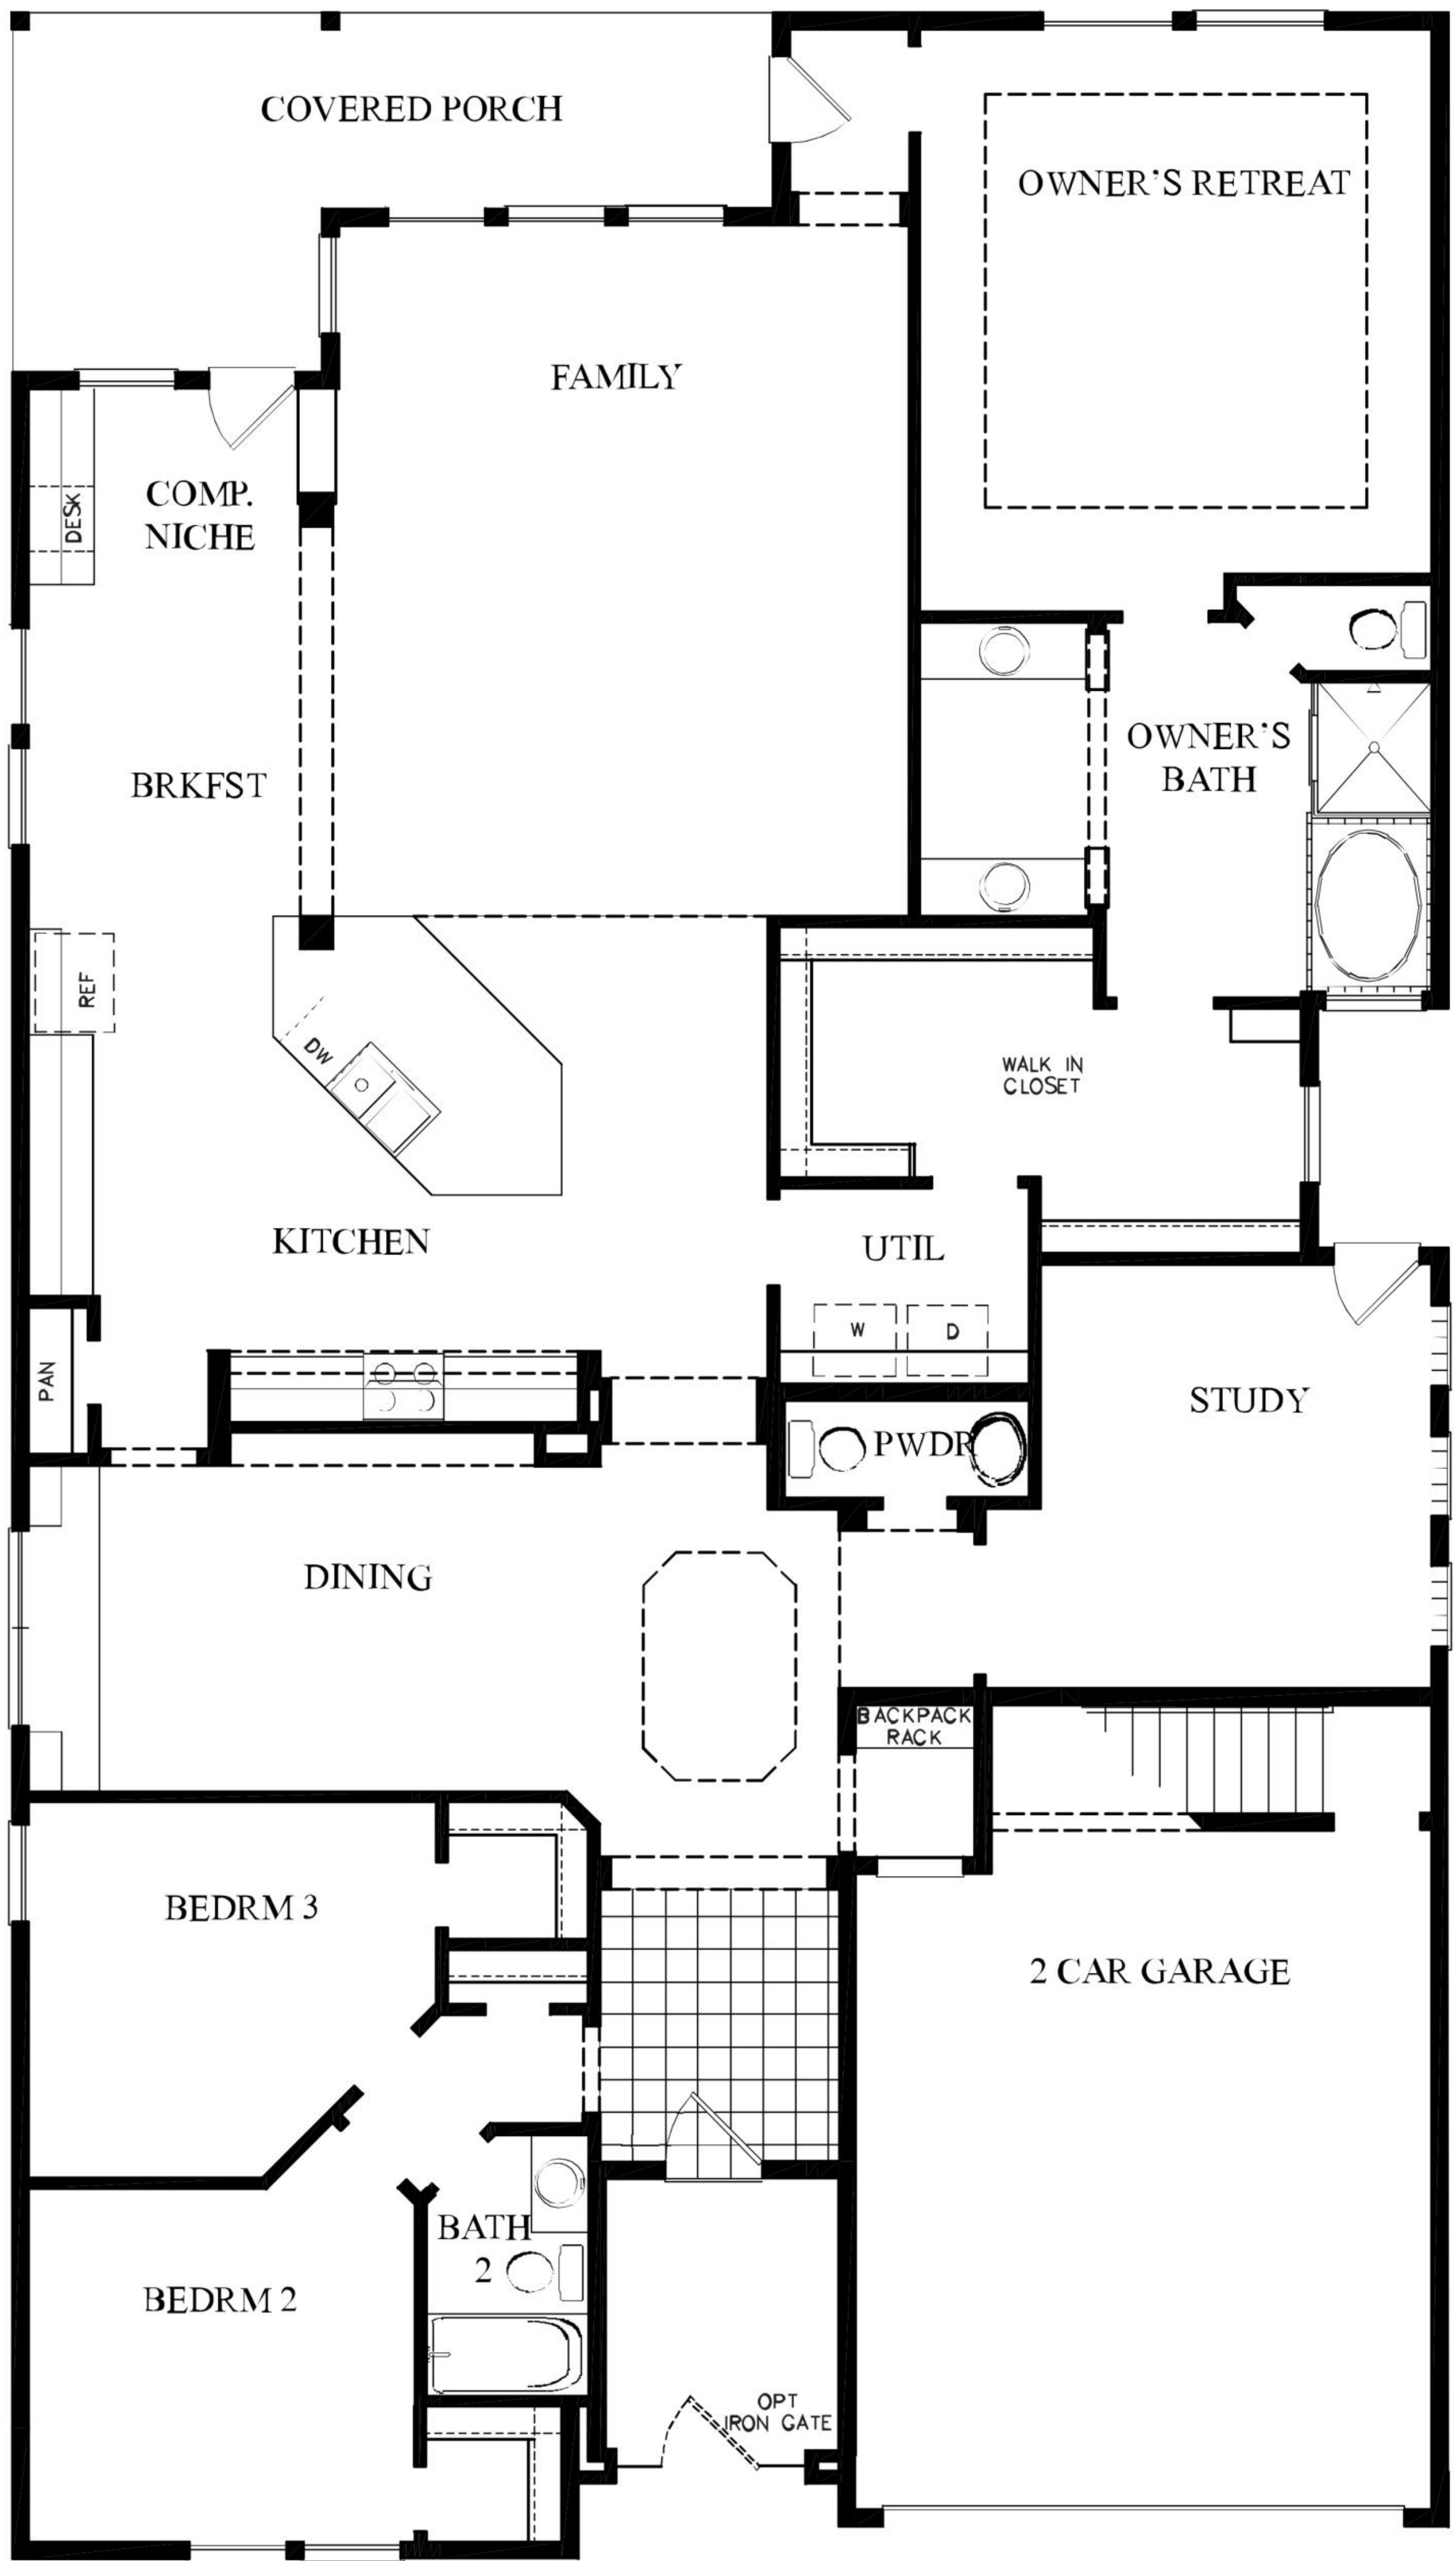 COVERED PORCH
OWNER'S RETREAT
FAMILY
COMP.
NICHE
DESK
OWNER'S
BATH
BRKFST
REF
DW
WALK IN
CLOSET
KITCHEN
UTIL
W
D
PAN
STUDY
PWDR
DINING
BACKPACK
RACK
BEDRM 3
2 CAR GARAGE
BATH
2
BEDRM 2
OPT
IRON GATE